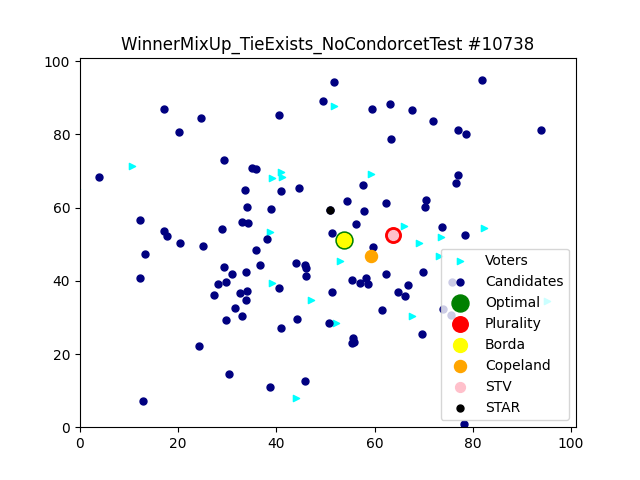 WinnerMixUp_TieExists_NoCondorcetTest #10738
100
80
60
40
20
0
0
20
40
60
80
100
Voters
Candidates
Optimal
Plurality
Borda
Copeland
STV
STAR